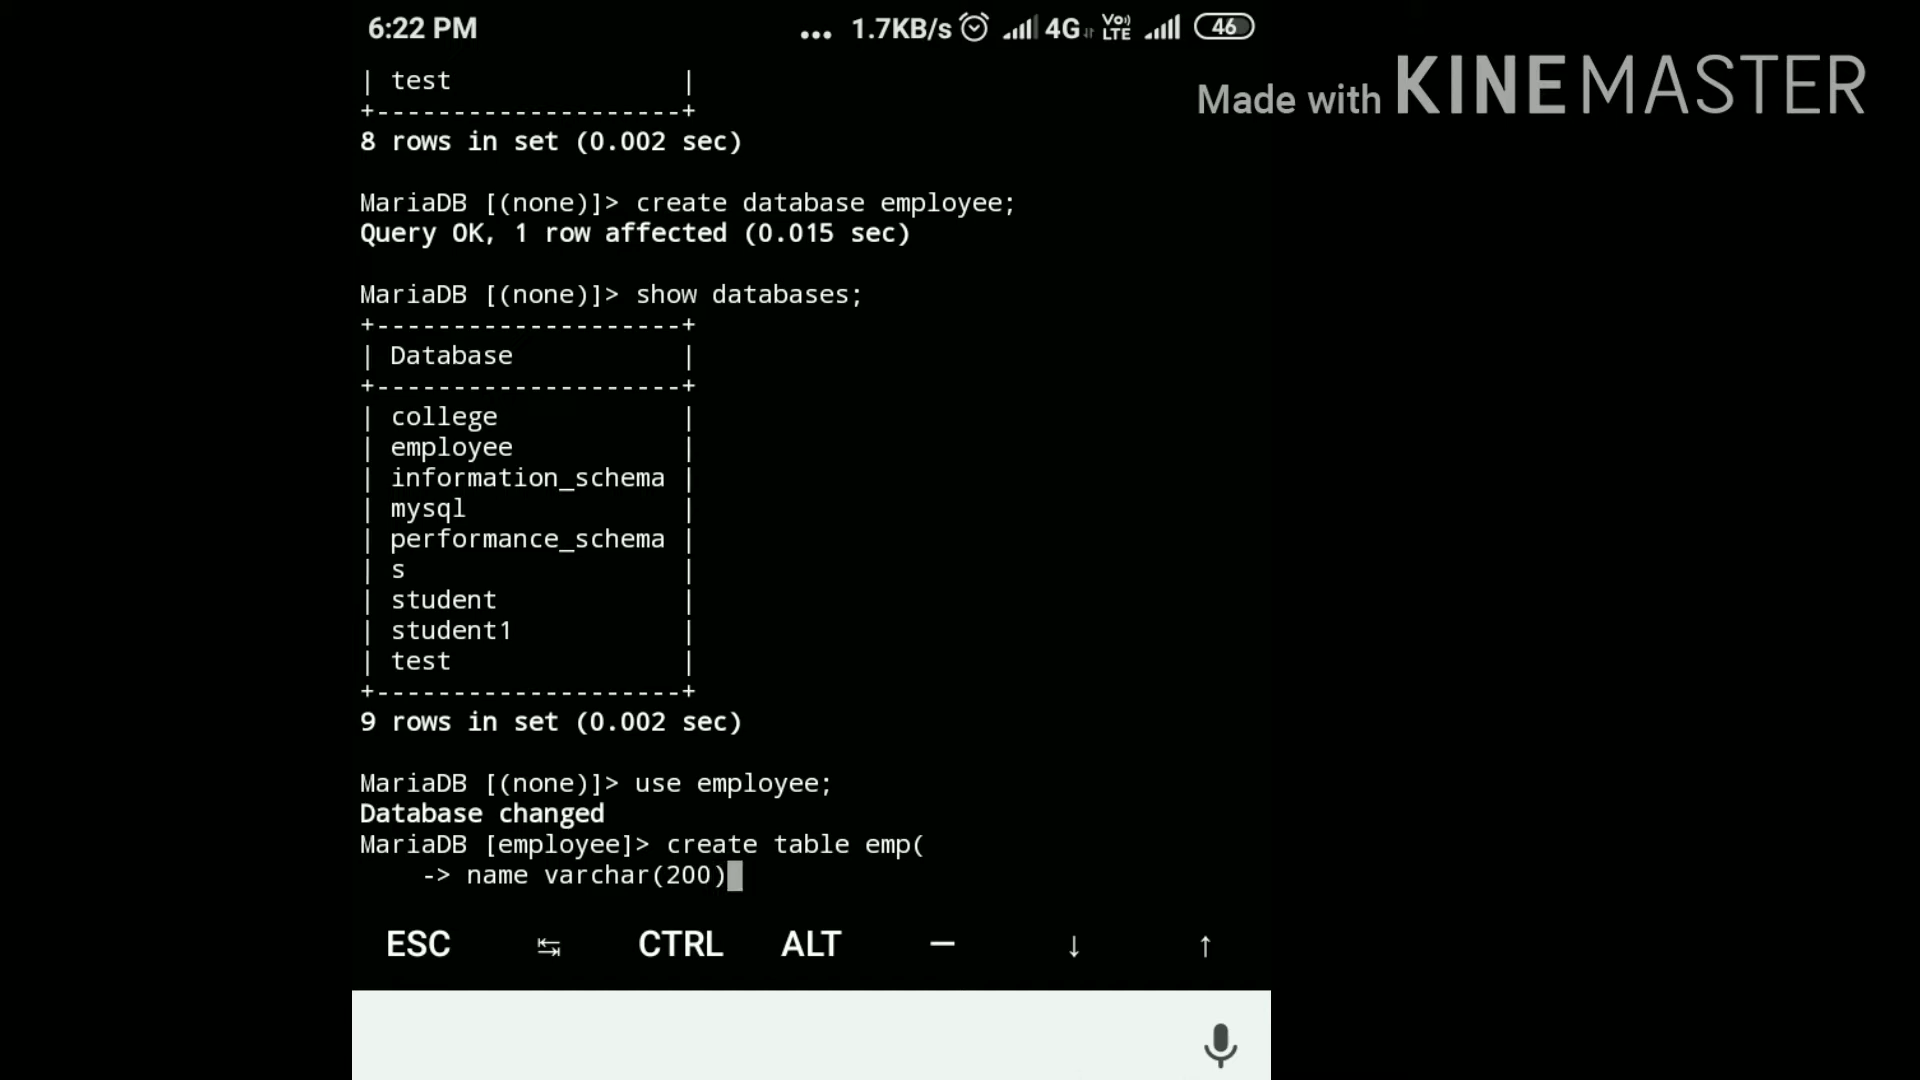 6:22 PM ... 1.7KB/s 4G Vo) LTE 46
Made with KINEMASTER
| test               |
+--------------------+
8 rows in set (0.002 sec)
MariaDB [(none)]> create database employee;
Query OK, 1 row affected (0.015 sec)
MariaDB [(none)]> show databases;
+--------------------+
| Database           |
+--------------------+
| college            |
| employee           |
| information_schema |
| mysql              |
| performance_schema |
| s                  |
| student            |
| student1           |
| test               |
+--------------------+
9 rows in set (0.002 sec)
MariaDB [(none)]> use employee;
Database changed
MariaDB [employee]> create table emp(
    -> name varchar(200)
ESC ↹ CTRL ALT — ↓ ↑